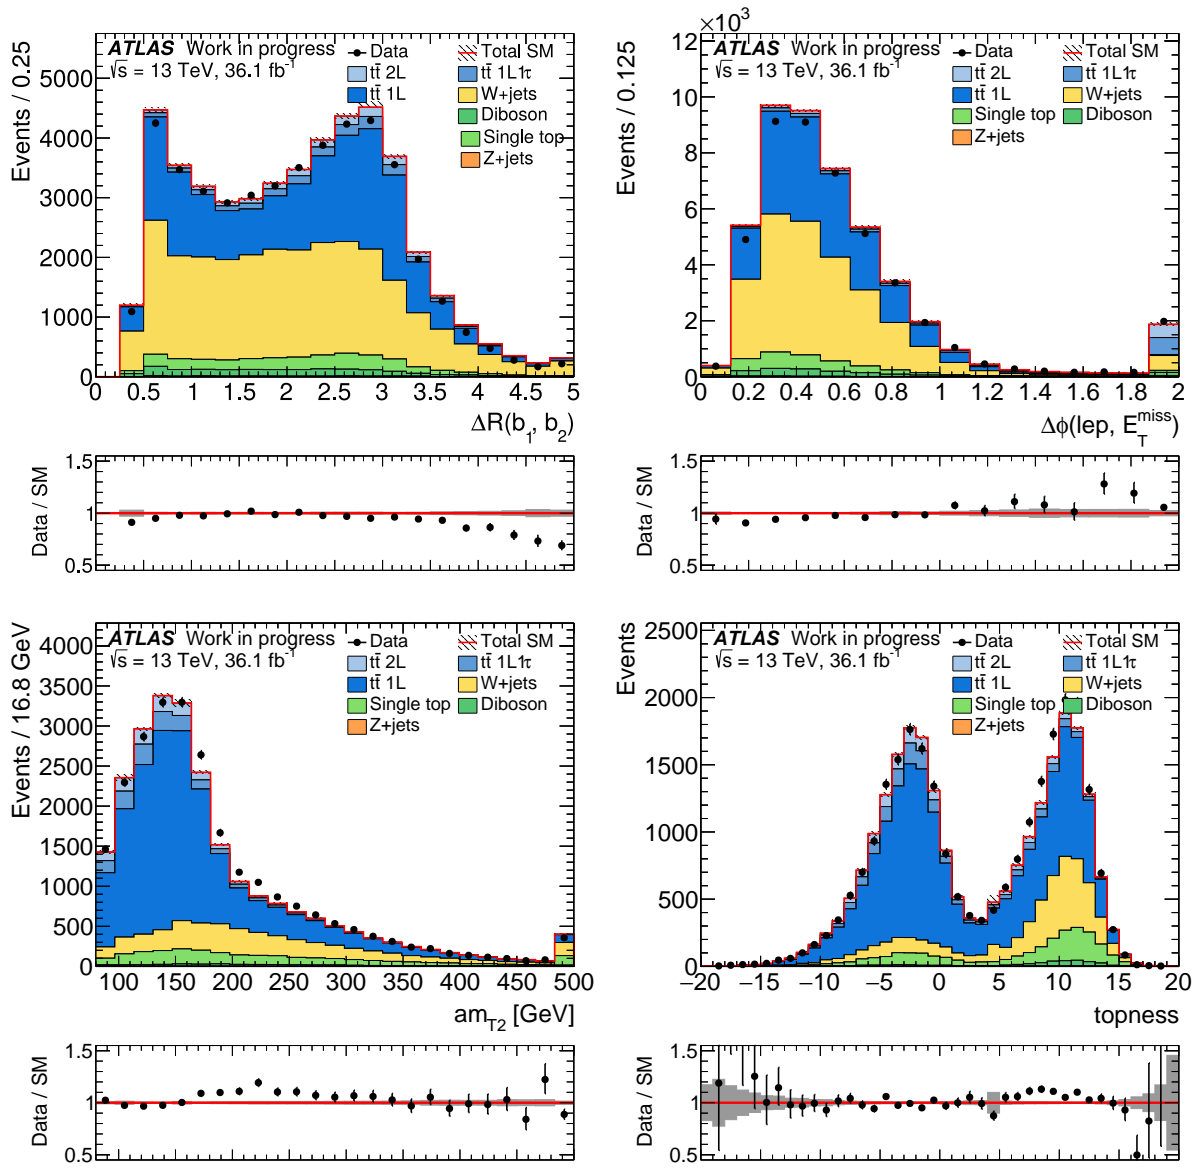 ATLAS Work in progress
√s = 13 TeV, 36.1 fb⁻¹
Data
tt̄ 2L
tt̄ 1L
Total SM
tt̄ 1L1τ
W+jets
Diboson
Single top
Z+jets
Events / 0.25
5000
4000
3000
2000
1000
0
0 0.5 1 1.5 2 2.5 3 3.5 4 4.5 5
ΔR(b₁, b₂)
Data / SM
1.5
1
0.5
×10³
ATLAS Work in progress
√s = 13 TeV, 36.1 fb⁻¹
Data
tt̄ 2L
tt̄ 1L
Single top
Z+jets
Total SM
tt̄ 1L1τ
W+jets
Diboson
Events / 0.125
12
10
8
6
4
2
0
0 0.2 0.4 0.6 0.8 1 1.2 1.4 1.6 1.8 2
Δϕ(lep, E_T^miss)
Data / SM
1.5
1
0.5
ATLAS Work in progress
√s = 13 TeV, 36.1 fb⁻¹
Data
tt̄ 2L
tt̄ 1L
Single top
Z+jets
Total SM
tt̄ 1L1τ
W+jets
Diboson
Events / 16.8 GeV
4000
3500
3000
2500
2000
1500
1000
500
0
100 150 200 250 300 350 400 450 500
am_T2 [GeV]
Data / SM
1.5
1
0.5
ATLAS Work in progress
√s = 13 TeV, 36.1 fb⁻¹
Data
tt̄ 2L
tt̄ 1L
Single top
Z+jets
Total SM
tt̄ 1L1τ
W+jets
Diboson
Events
2500
2000
1500
1000
500
0
−20 −15 −10 −5 0 5 10 15 20
topness
Data / SM
1.5
1
0.5